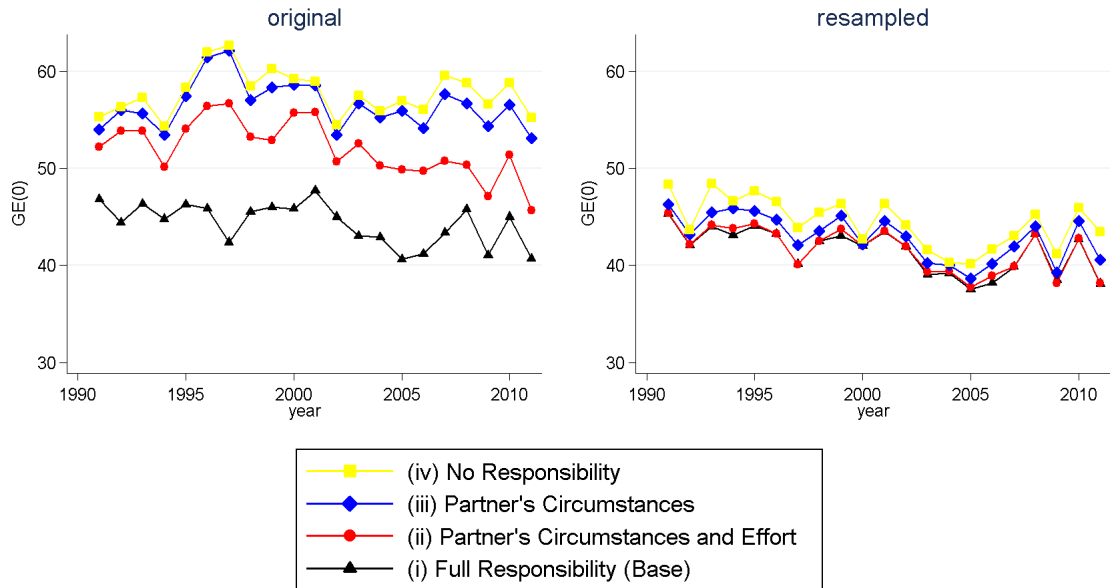 original
resampled
GE(0)
60
50
40
30
1990
1995
2000
2005
2010
year
GE(0)
60
50
40
30
1990
1995
2000
2005
2010
year
(iv) No Responsibility
(iii) Partner's Circumstances
(ii) Partner's Circumstances and Effort
(i) Full Responsibility (Base)